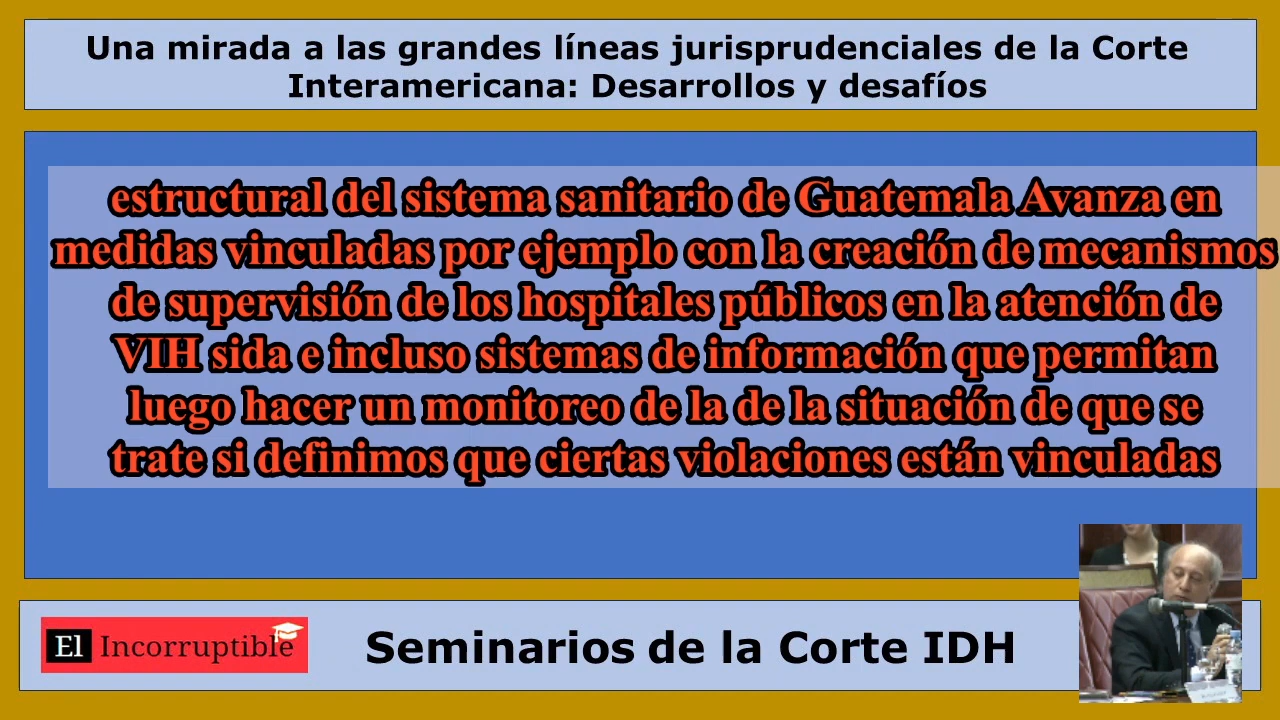 Una mirada a las grandes líneas jurisprudenciales de la Corte
Interamericana: Desarrollos y desafíos
estructural del sistema sanitario de Guatemala Avanza en
medidas vinculadas por ejemplo con la creación de mecanismos
de supervisión de los hospitales públicos en la atención de
VIH sida e incluso sistemas de información que permitan
luego hacer un monitoreo de la de la situación de que se
trate si definimos que ciertas violaciones están vinculadas
El Incorruptible
Seminarios de la Corte IDH